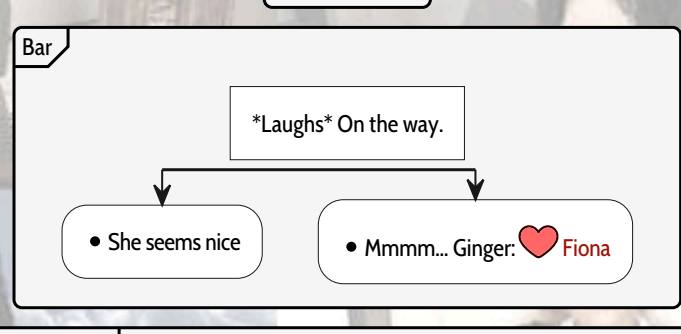 Bar
*Laughs* On the way.
• She seems nice
• Mmmm... Ginger: ❤ Fiona